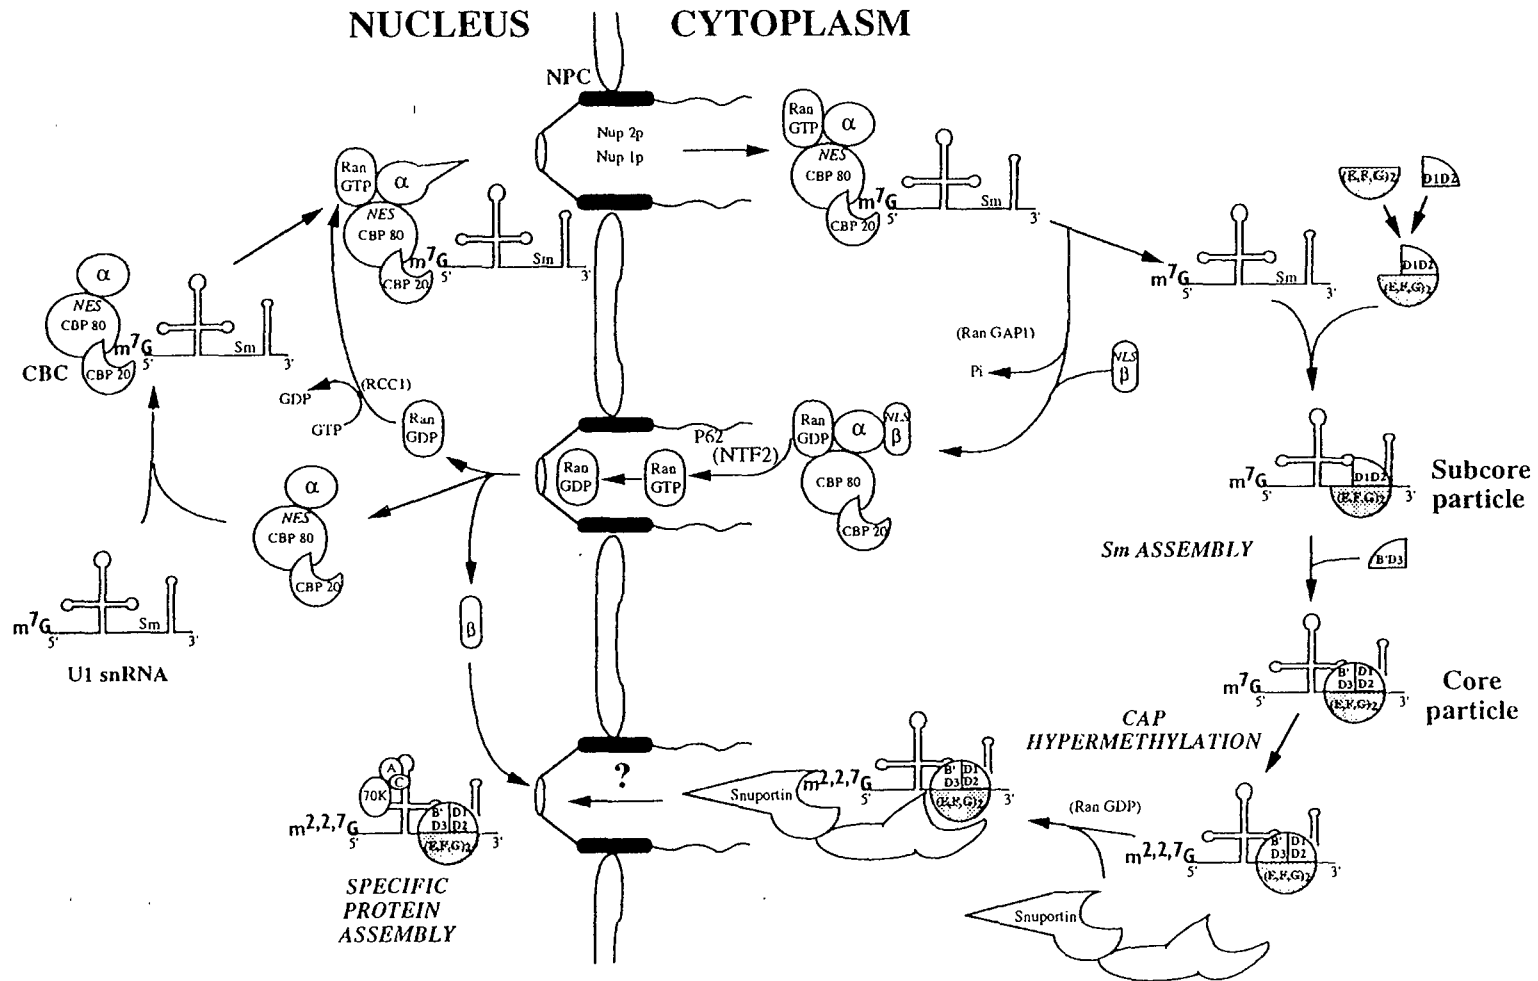 NUCLEUS
CYTOPLASM
NPC
Nup 2p
Nup 1p
Ran
GTP
α
NES
CBP 80
CBP 20
m7G
5'
Sm
3'
Ran
GTP
α
NES
CBP 80
CBP 20
m7G
5'
Sm
3'
(E,F,G)2
D1D2
D1D2
(E,F,G)2
m7G
5'
Sm
3'
α
NES
CBP 80
CBP 20
CBC
m7G
5'
Sm
3'
(RCC1)
GDP
GTP
Ran
GDP
(Ran GAP1)
Pi
NLS
β
P62
(NTF2)
Ran
GDP
α
NLS
β
CBP 80
CBP 20
Ran
GDP
Ran
GTP
α
NES
CBP 80
CBP 20
m7G
5'
Sm
3'
U1 snRNA
β
m7G
5'
D1D2
(E,F,G)2
3'
Subcore
particle
Sm ASSEMBLY
B'D3
m7G
5'
B' D1
D3 D2
(E,F,G)2
3'
Core
particle
CAP
HYPERMETHYLATION
m2,2,7G
5'
B' D1
D3 D2
(E,F,G)2
3'
(Ran GDP)
Snuportin
Snuportin
m2,2,7G
5'
B' D1
D3 D2
(E,F,G)2
3'
?
A
C
70K
m2,2,7G
5'
B' D1
D3 D2
(E,F,G)2
3'
SPECIFIC
PROTEIN
ASSEMBLY